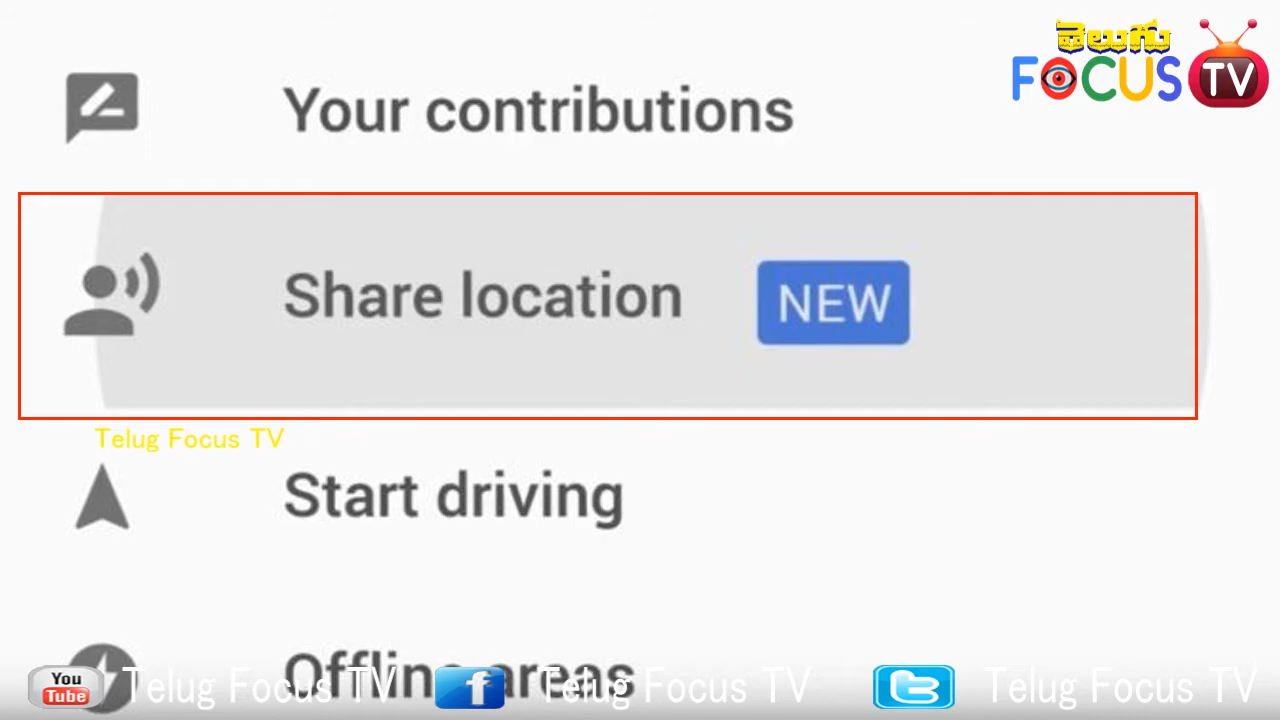 తెలుగు
FOCUS TV
Your contributions
Share location NEW
Telug Focus TV
Start driving
Offline areas
You
Tube
Telug Focus TV
f
Telug Focus TV
Telug Focus TV